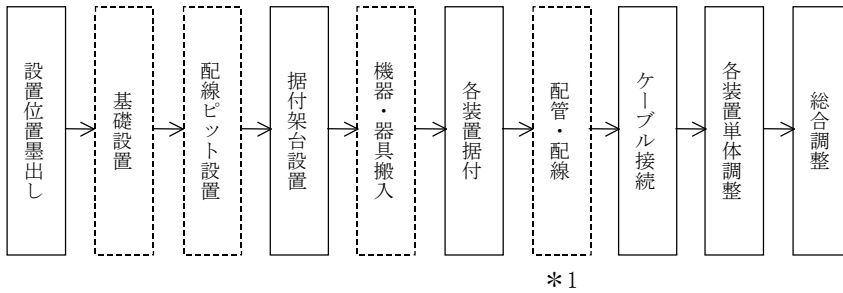 設置位置墨出し
基礎設置
配線ピット設置
据付架台設置
機器・器具搬入
各装置据付
配管・配線
ケーブル接続
各装置単体調整
総合調整
＊1